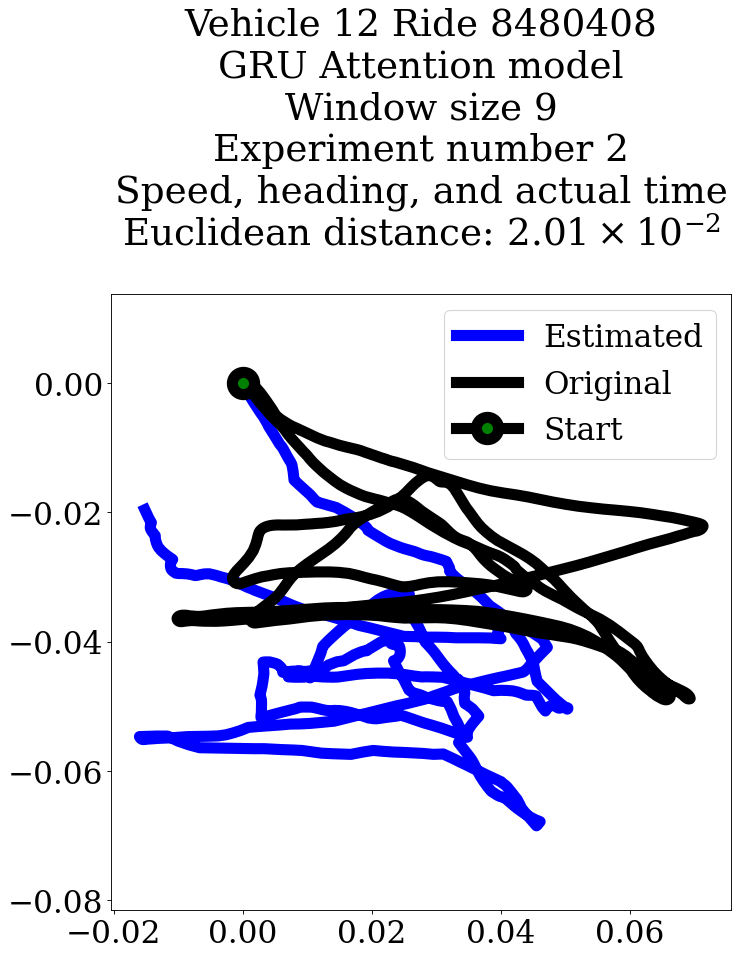 Vehicle 12 Ride 8480408
GRU Attention model
Window size 9
Experiment number 2
Speed, heading, and actual time
Euclidean distance: 2.01 × 10⁻²
Estimated
Original
Start
0.00
−0.02
−0.04
−0.06
−0.08
−0.02 0.00 0.02 0.04 0.06